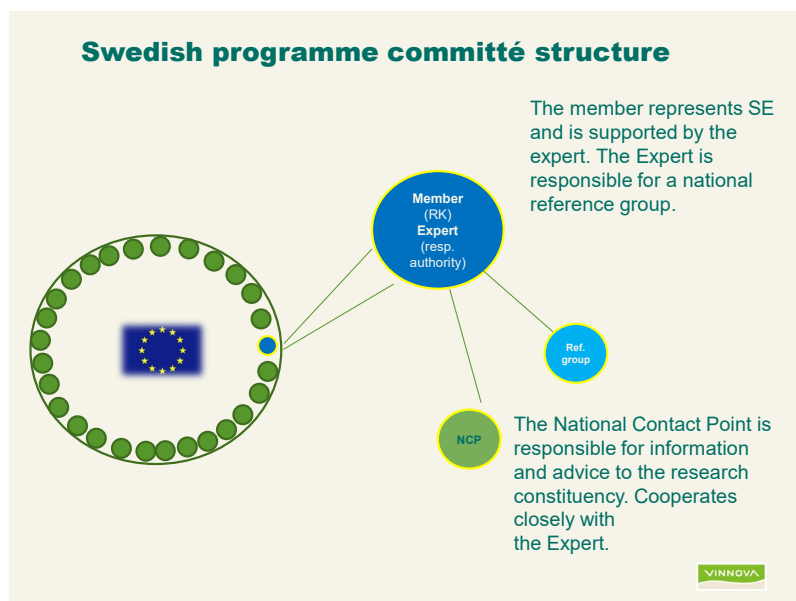 Swedish programme committé structure
The member represents SE
and is supported by the
expert. The Expert is
responsible for a national
reference group.
Member
(RK)
Expert
(resp.
authority)
Ref.
group
NCP
The National Contact Point is
responsible for information
and advice to the research
constituency. Cooperates
closely with
the Expert.
VINNOVA